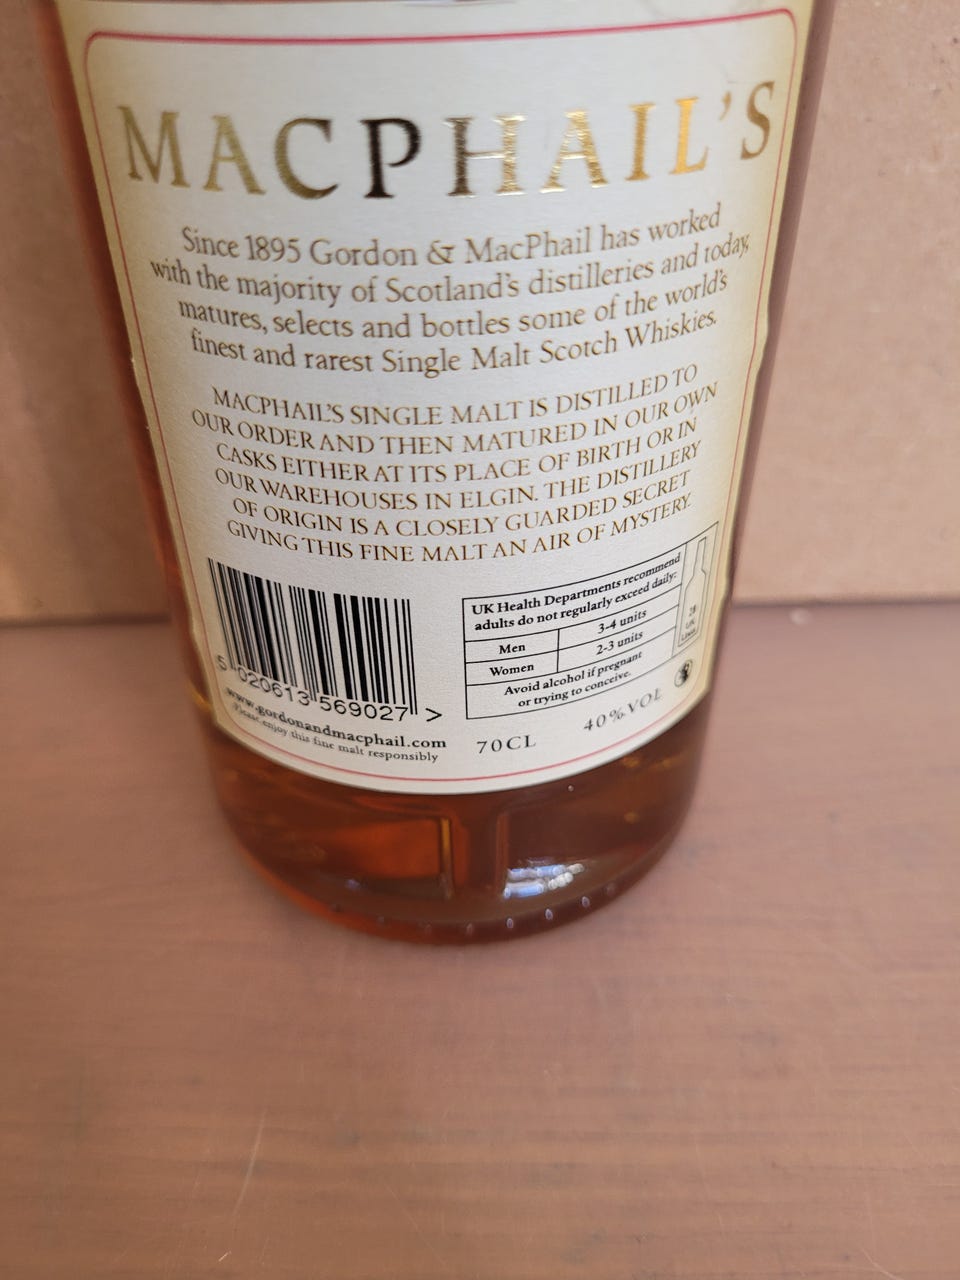 MACPHAIL'S
Since 1895 Gordon & MacPhail has worked
with the majority of Scotland's distilleries and today,
matures, selects and bottles some of the world's
finest and rarest Single Malt Scotch Whiskies.
MACPHAIL'S SINGLE MALT IS DISTILLED TO
OUR ORDER AND THEN MATURED IN OUR OWN
CASKS EITHER AT ITS PLACE OF BIRTH OR IN
OUR WAREHOUSES IN ELGIN. THE DISTILLERY
OF ORIGIN IS A CLOSELY GUARDED SECRET
GIVING THIS FINE MALT AN AIR OF MYSTERY.
UK Health Departments recommend
adults do not regularly exceed daily:
Men 3-4 units
Women 2-3 units
Avoid alcohol if pregnant
or trying to conceive.
28
UK
Units
5 020613 569027 >
www.gordonandmacphail.com
Please enjoy this fine malt responsibly
70CL
40%VOL